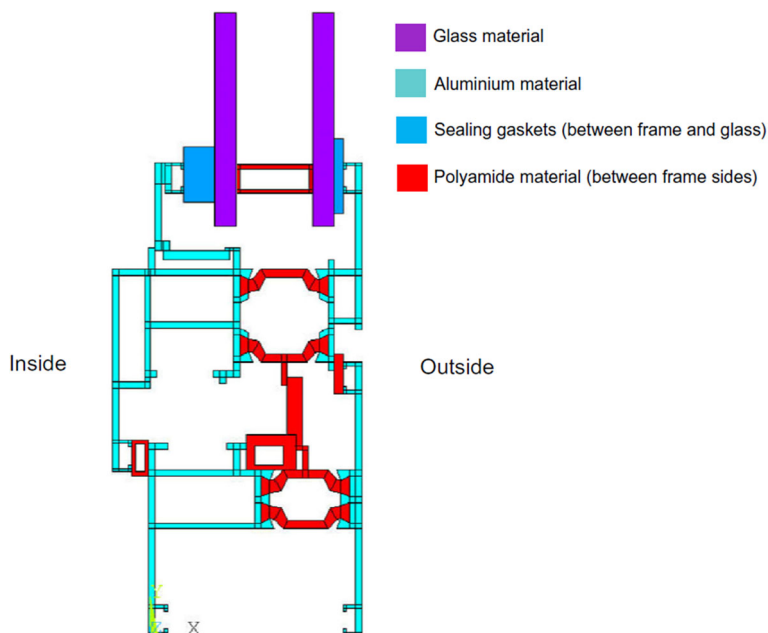 Glass material
Aluminium material
Sealing gaskets (between frame and glass)
Polyamide material (between frame sides)
Inside
Outside
Y
Z
X